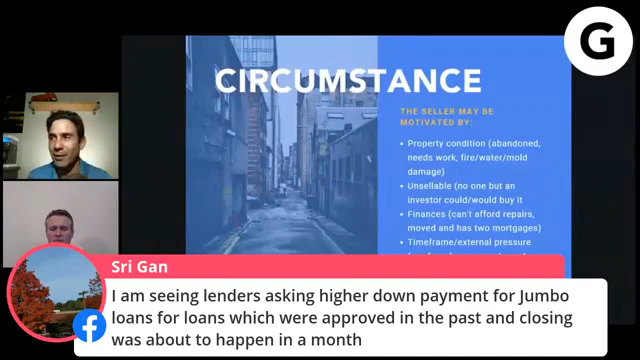 G
CIRCUMSTANCE
THE SELLER MAY BE
MOTIVATED BY:
• Property condition (abandoned,
needs work, fire/water/mold
damage)
• Unsellable (no one but an
investor could/would buy it
• Finances (can't afford repairs,
moved and has two mortgages)
• Timeframe/external pressure
Sri Gan
I am seeing lenders asking higher down payment for Jumbo
loans for loans which were approved in the past and closing
was about to happen in a month